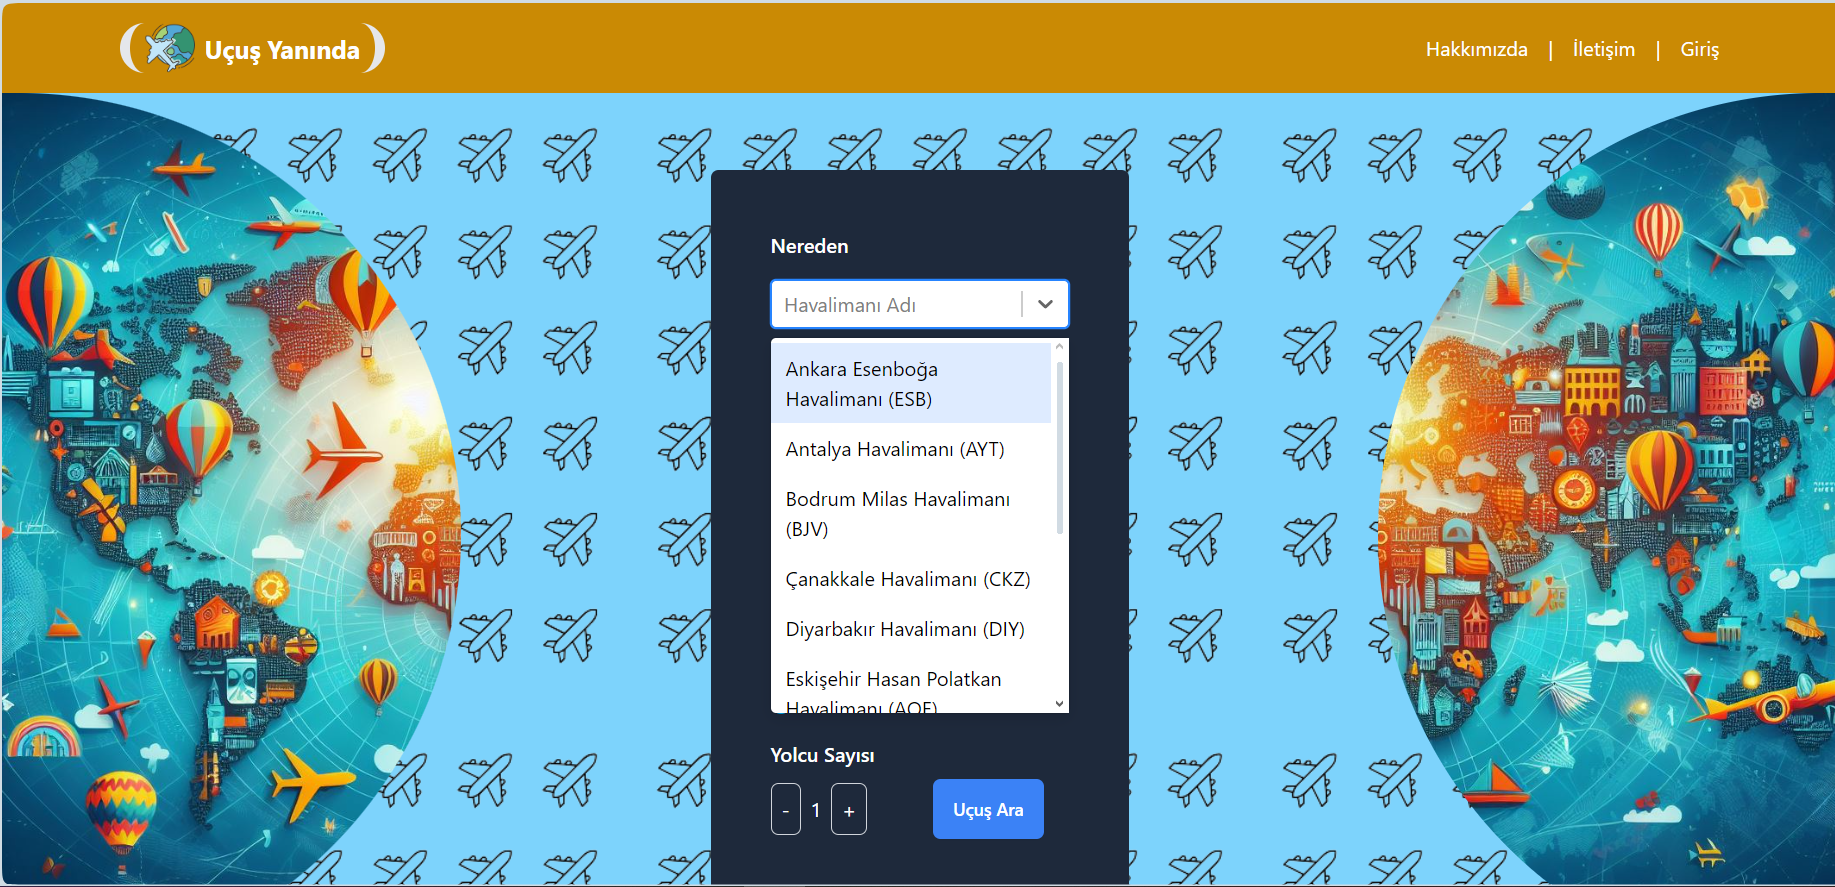 Uçuş Yanında
Hakkımızda | İletişim | Giriş
Nereden
Havalimanı Adı
Ankara Esenboğa
Havalimanı (ESB)
Antalya Havalimanı (AYT)
Bodrum Milas Havalimanı
(BJV)
Çanakkale Havalimanı (CKZ)
Diyarbakır Havalimanı (DIY)
Eskişehir Hasan Polatkan
Havalimanı (AOE)
Yolcu Sayısı
- 1 +
Uçuş Ara